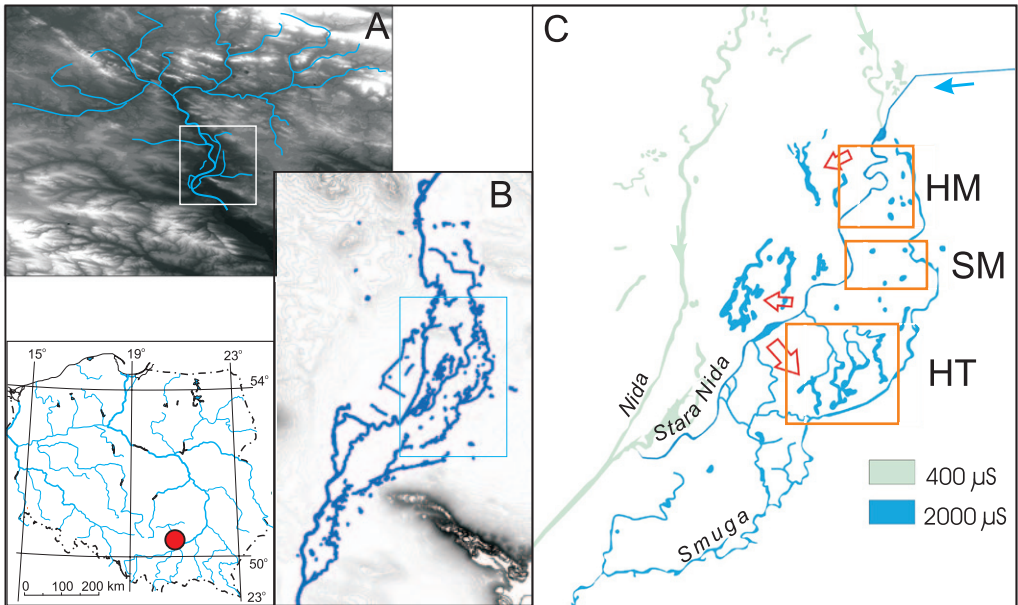 A
B
C
HM
SM
HT
Nida
Stara Nida
Smuga
400 µS
2000 µS
15°
19°
23°
54°
50°
0 100 200 km
23°